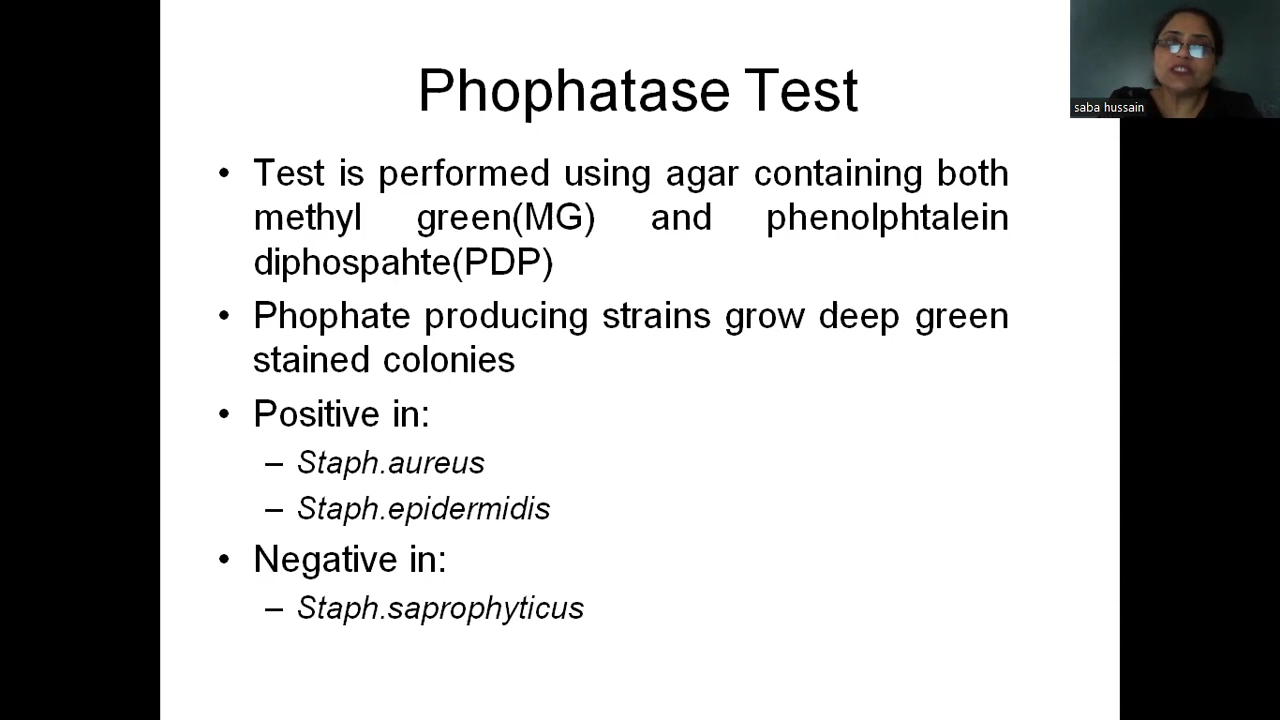 Phophatase Test
saba hussain
• Test is performed using agar containing both
methyl green(MG) and phenolphtalein
diphospahte(PDP)
• Phophate producing strains grow deep green
stained colonies
• Positive in:
– Staph.aureus
– Staph.epidermidis
• Negative in:
– Staph.saprophyticus